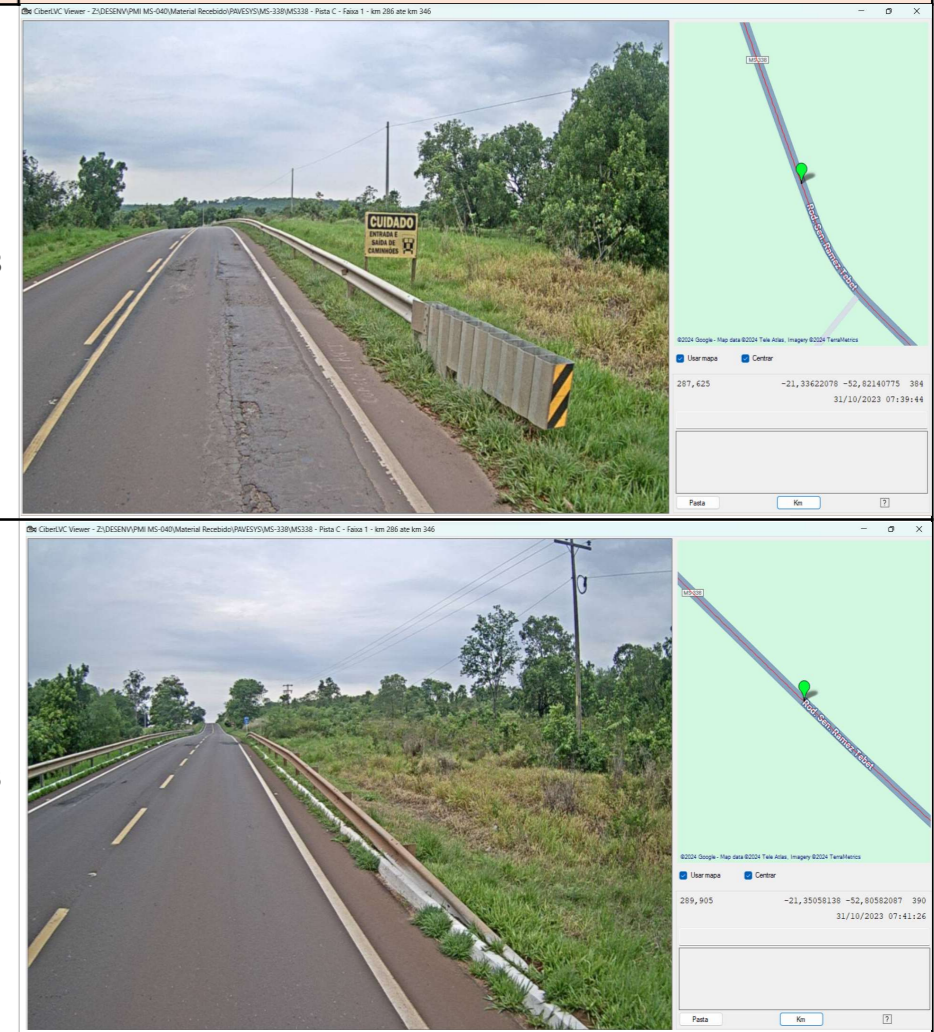 CiberLVC Viewer - Z:\DESENV\PMI MS-040\Material Recebido\PAVESYS\MS-338\MS338 - Pista C - Faixa 1 - km 286 ate km 346
CUIDADO
ENTRADA E
SAÍDA DE
CAMINHÕES
MS-338
Rod. Sen. Ramez Tebet
©2024 Google - Map data ©2024 Tele Atlas, Imagery ©2024 TerraMetrics
Usar mapa Centrar
287,625 -21,33622078 -52,82140775 384
31/10/2023 07:39:44
Pasta Km ?
CiberLVC Viewer - Z:\DESENV\PMI MS-040\Material Recebido\PAVESYS\MS-338\MS338 - Pista C - Faixa 1 - km 286 ate km 346
MS-338
Rod. Sen. Ramez Tebet
©2024 Google - Map data ©2024 Tele Atlas, Imagery ©2024 TerraMetrics
Usar mapa Centrar
289,905 -21,35058138 -52,80582087 390
31/10/2023 07:41:26
Pasta Km ?